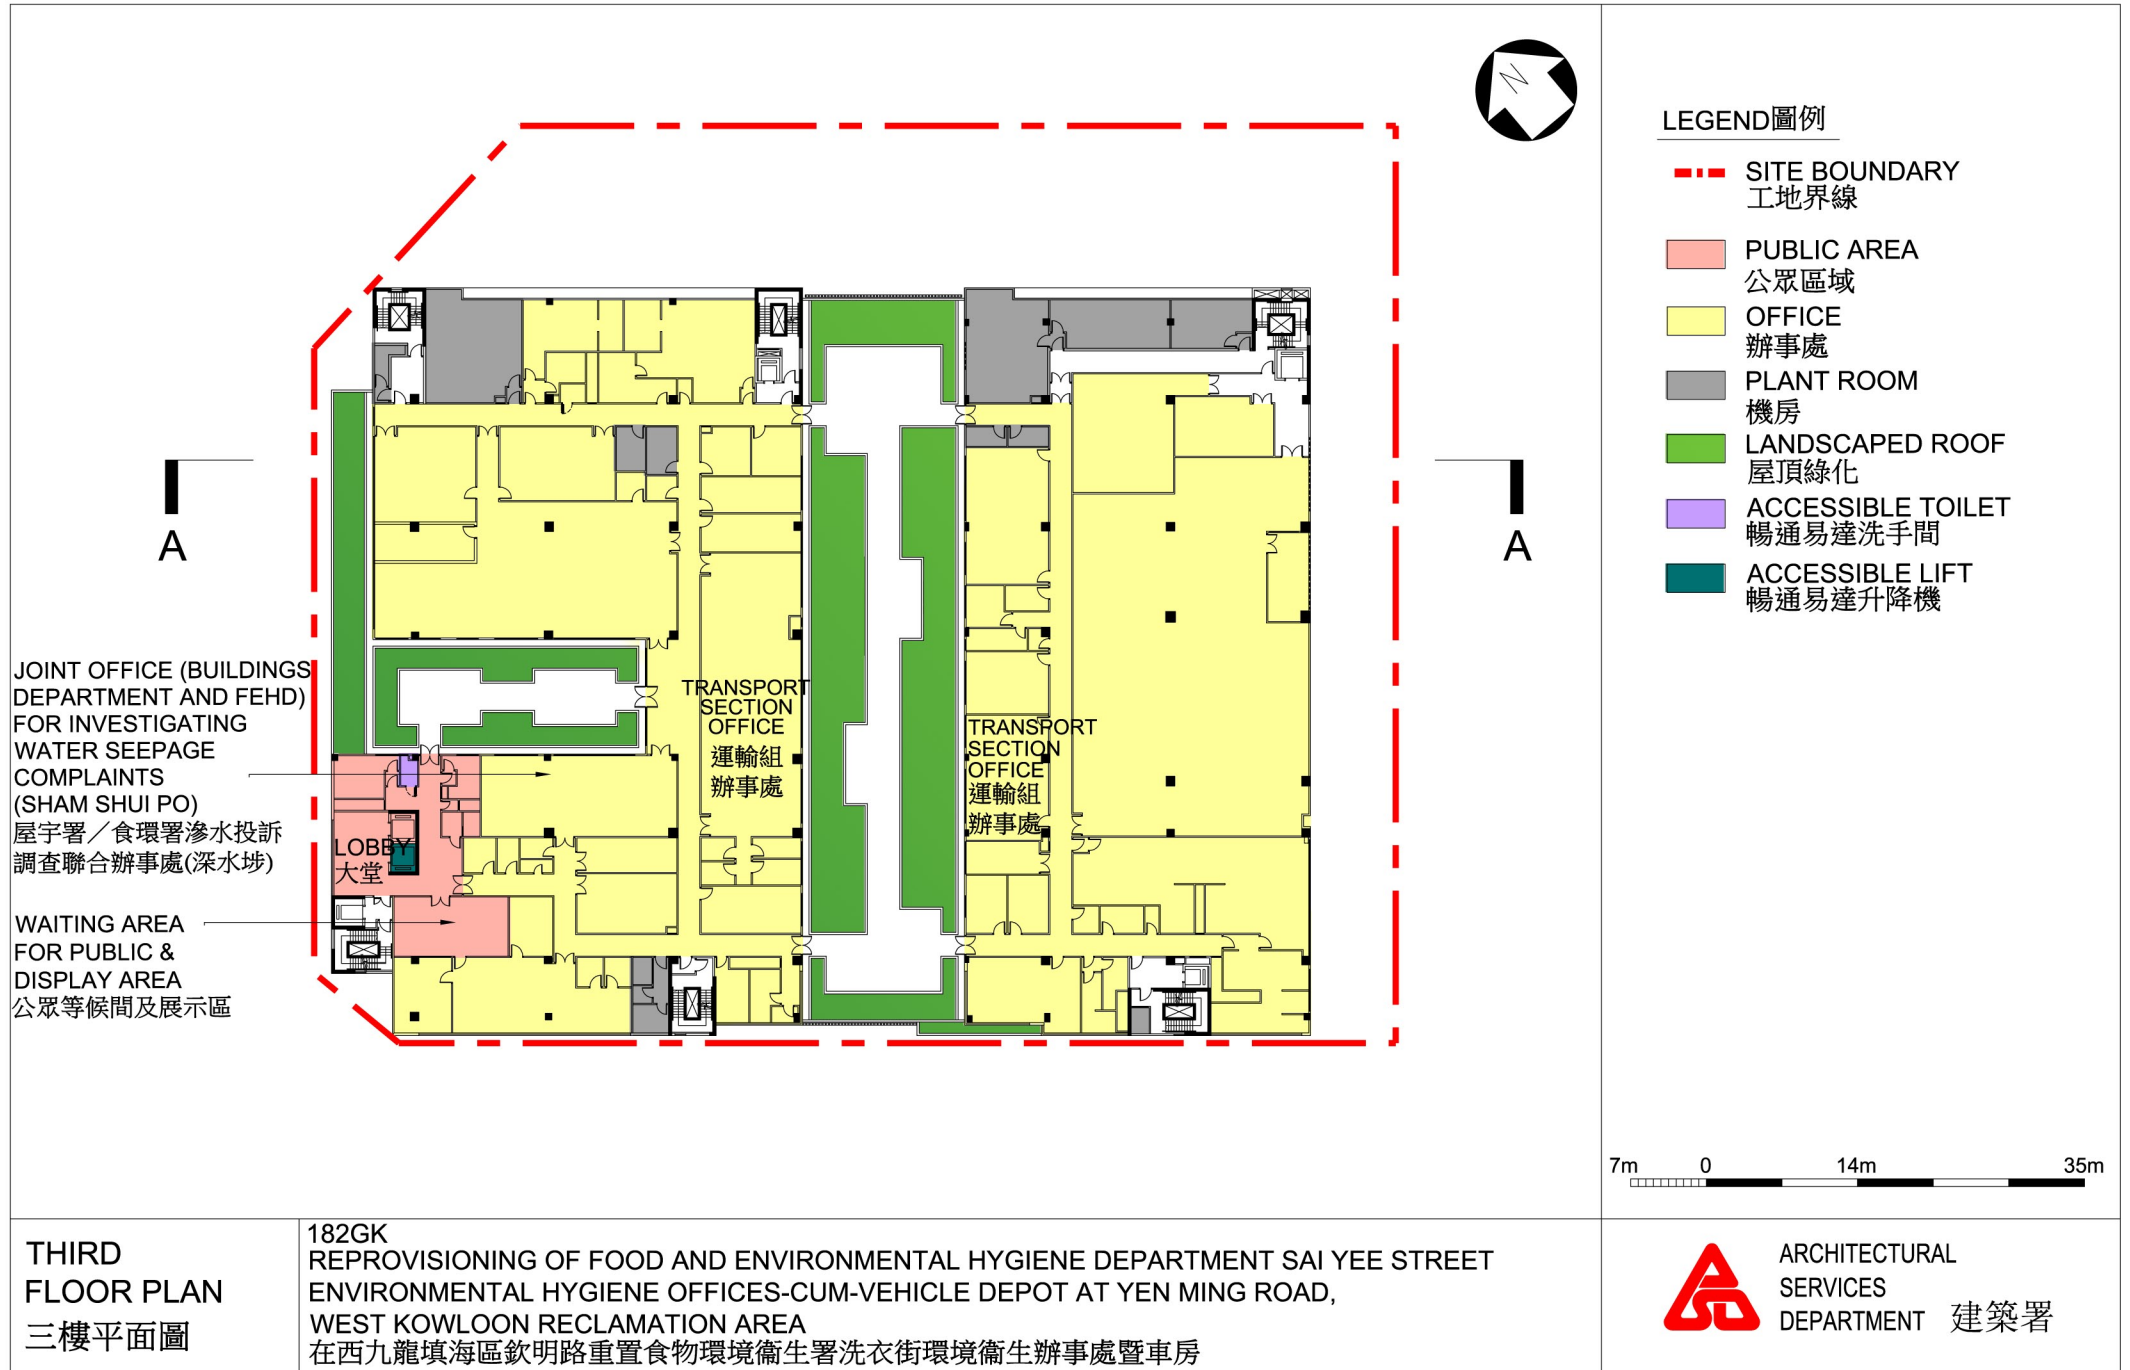 N
LEGEND圖例
SITE BOUNDARY
工地界線
PUBLIC AREA
公眾區域
OFFICE
辦事處
PLANT ROOM
機房
LANDSCAPED ROOF
屋頂綠化
ACCESSIBLE TOILET
暢通易達洗手間
ACCESSIBLE LIFT
暢通易達升降機
A
A
JOINT OFFICE (BUILDINGS
DEPARTMENT AND FEHD)
FOR INVESTIGATING
WATER SEEPAGE
COMPLAINTS
(SHAM SHUI PO)
屋宇署／食環署滲水投訴
調查聯合辦事處(深水埗)
WAITING AREA
FOR PUBLIC &
DISPLAY AREA
公眾等候間及展示區
LOBBY
大堂
TRANSPORT
SECTION
OFFICE
運輸組
辦事處
TRANSPORT
SECTION
OFFICE
運輸組
辦事處
7m 0 14m 35m
THIRD
FLOOR PLAN
三樓平面圖
182GK
REPROVISIONING OF FOOD AND ENVIRONMENTAL HYGIENE DEPARTMENT SAI YEE STREET
ENVIRONMENTAL HYGIENE OFFICES-CUM-VEHICLE DEPOT AT YEN MING ROAD,
WEST KOWLOON RECLAMATION AREA
在西九龍填海區欽明路重置食物環境衞生署洗衣街環境衞生辦事處暨車房
ARCHITECTURAL
SERVICES
DEPARTMENT 建築署